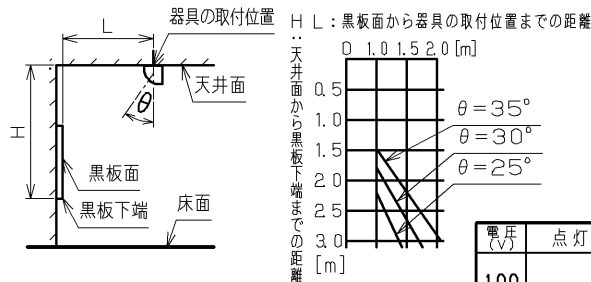 器具の取付位置
L
天井面
θ
H
黒板面
黒板下端
床面
L：黒板面から器具の取付位置までの距離
H：天井面から黒板下端までの距離
0 1.0 1.5 2.0 [m]
0.5
1.0
1.5
2.0
2.5
3.0
[m]
θ=35°
θ=30°
θ=25°
電圧(V)
点灯
100